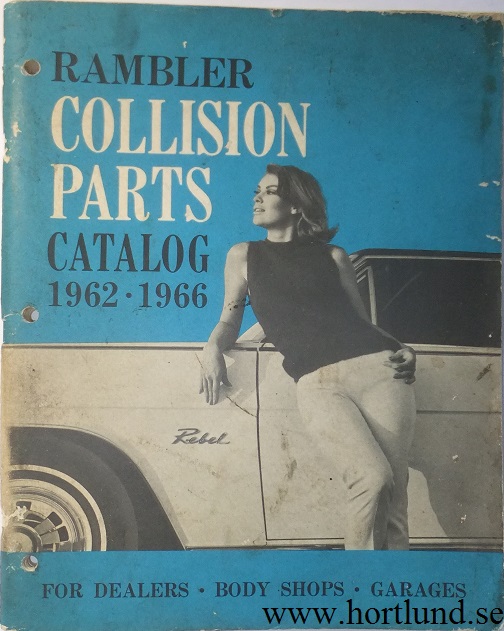 RAMBLER
COLLISION
PARTS
CATALOG
1962 · 1966
Rebel
FOR DEALERS · BODY SHOPS · GARAGES
www.hortlund.se